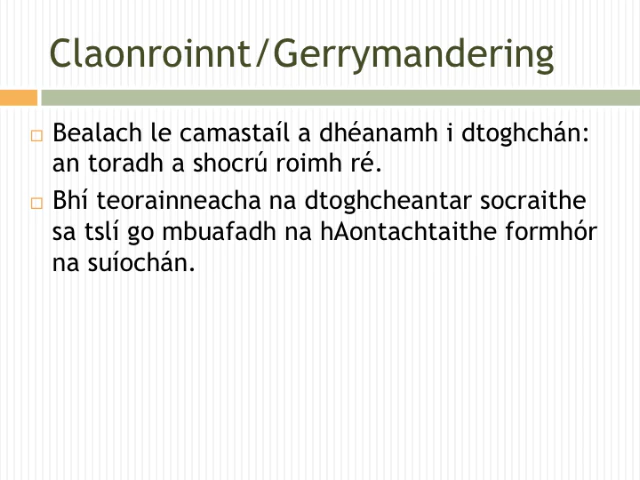 Claonroinnt/Gerrymandering
Bealach le camastaíl a dhéanamh i dtoghchán:
an toradh a shocrú roimh ré.
Bhí teorainneacha na dtoghcheantar socraithe
sa tslí go mbuafadh na hAontachtaithe formhór
na suíochán.